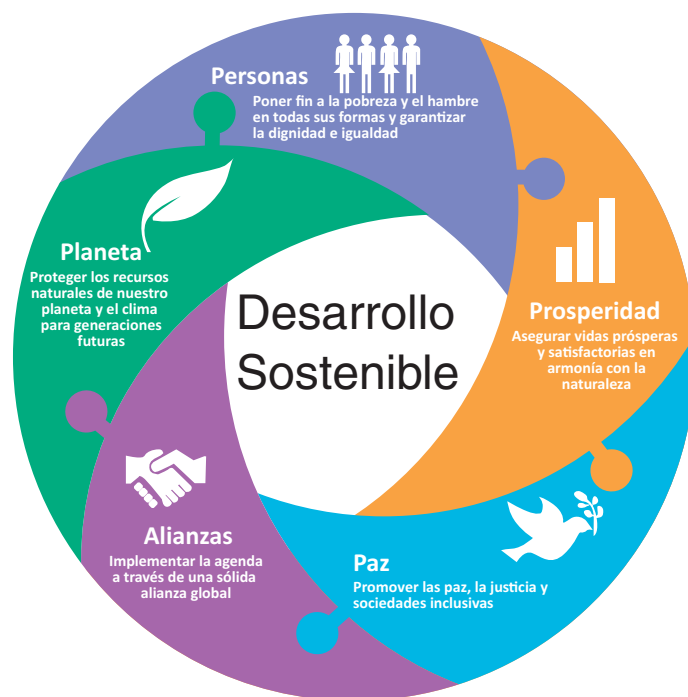 Personas
Poner fin a la pobreza y el hambre
en todas sus formas y garantizar
la dignidad e igualdad
Planeta
Proteger los recursos
naturales de nuestro
planeta y el clima
para generaciones
futuras
Desarrollo
Sostenible
Prosperidad
Asegurar vidas prósperas
y satisfactorias en
armonía con la
naturaleza
Alianzas
Implementar la agenda
a través de una sólida
alianza global
Paz
Promover las paz, la justicia y
sociedades inclusivas